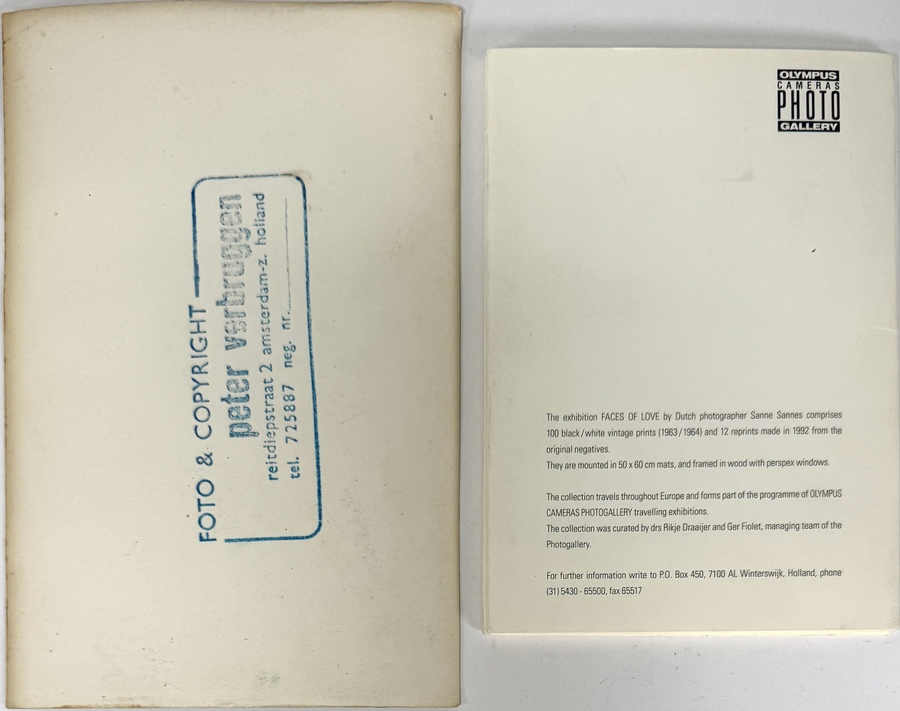 FOTO & COPYRIGHT
peter verbruggen
reitdiepstraat 2 amsterdam-z. holland
tel. 725887 neg. nr.
OLYMPUS
CAMERAS
PHOTO
GALLERY
The exhibition FACES OF LOVE by Dutch photographer Sanne Sannes comprises
100 black/white vintage prints (1963/1964) and 12 reprints made in 1992 from the
original negatives.
They are mounted in 50 x 60 cm mats, and framed in wood with perspex windows.
The collection travels throughout Europe and forms part of the programme of OLYMPUS
CAMERAS PHOTOGALLERY travelling exhibitions.
The collection was curated by drs Rikje Draaijer and Ger Fiolet, managing team of the
Photogallery.
For further information write to P.O. Box 450, 7100 AL Winterswijk, Holland, phone
(31) 5430 - 65500, fax 65517